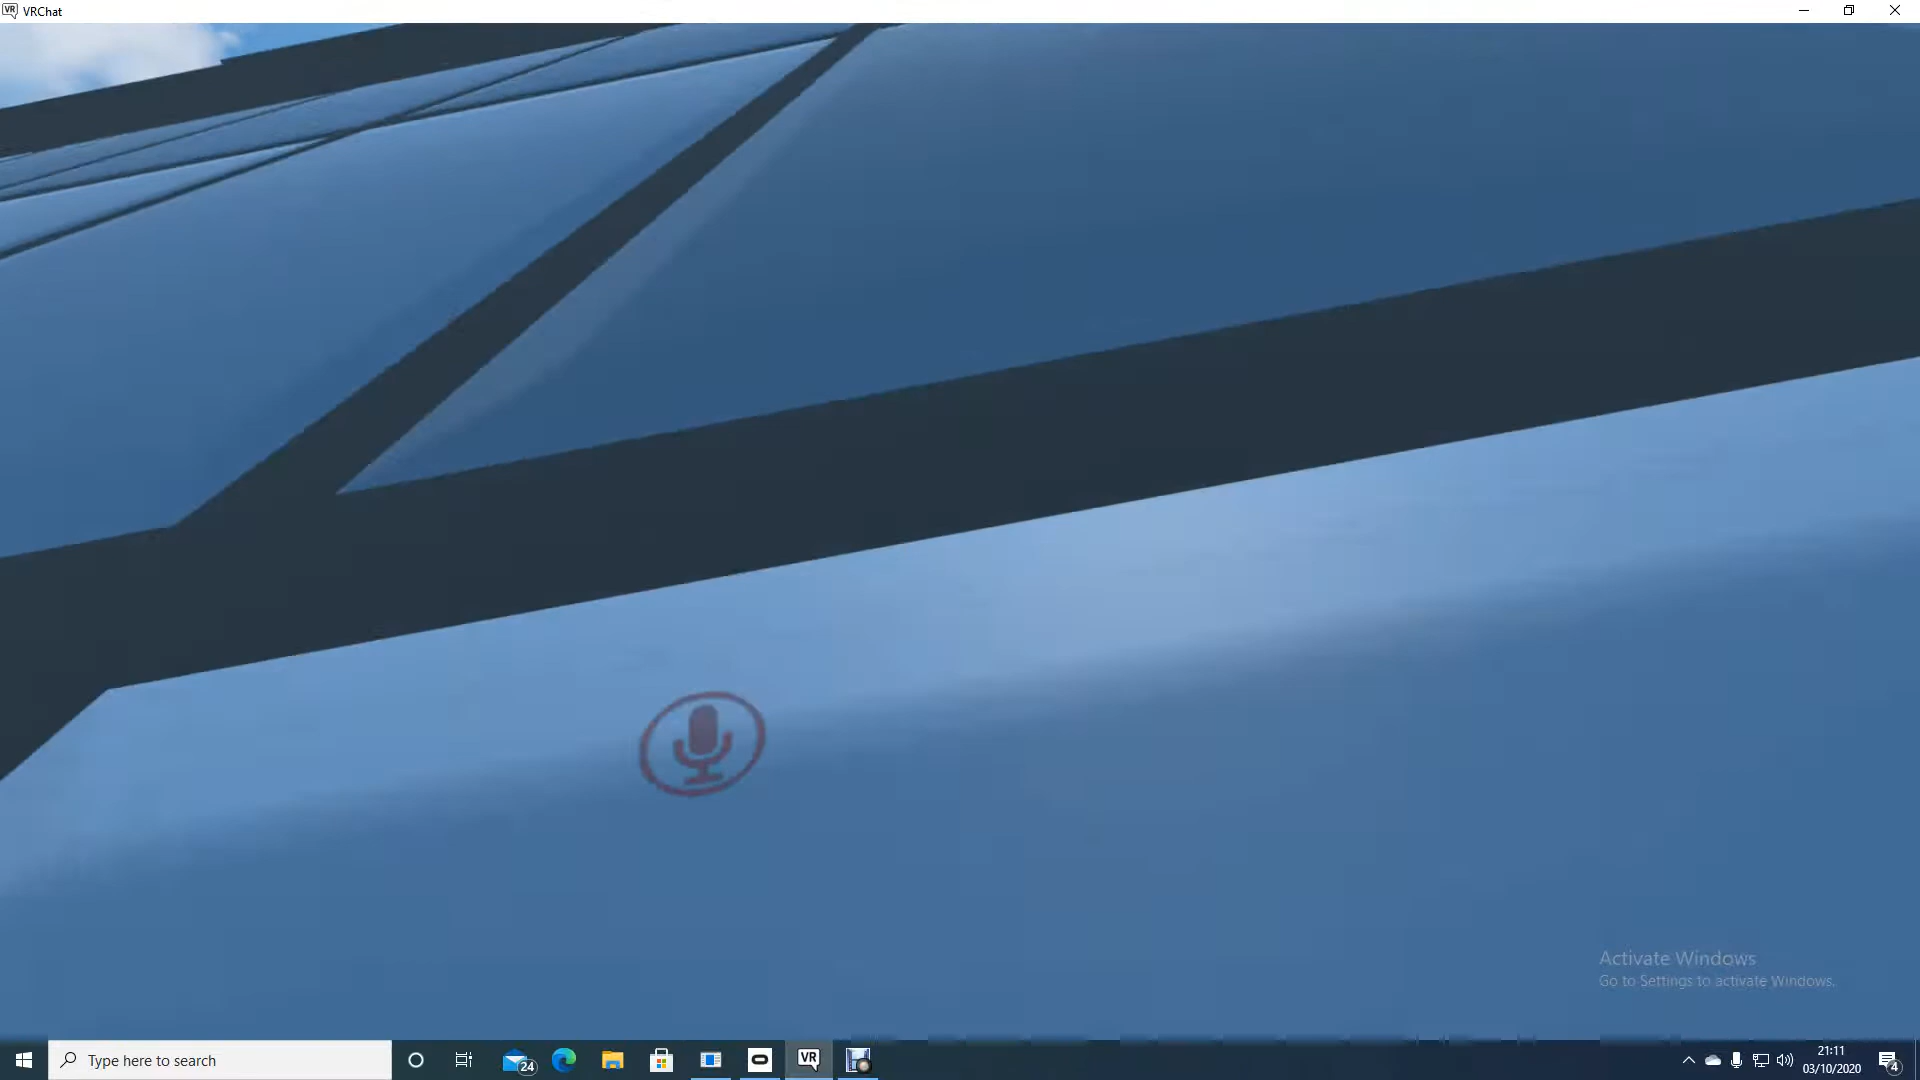 VR VRChat
Activate Windows
Go to Settings to activate Windows.
Type here to search
24
VR
21:11
03/10/2020
4